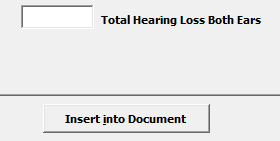 Total Hearing Loss Both Ears
Insert into Document